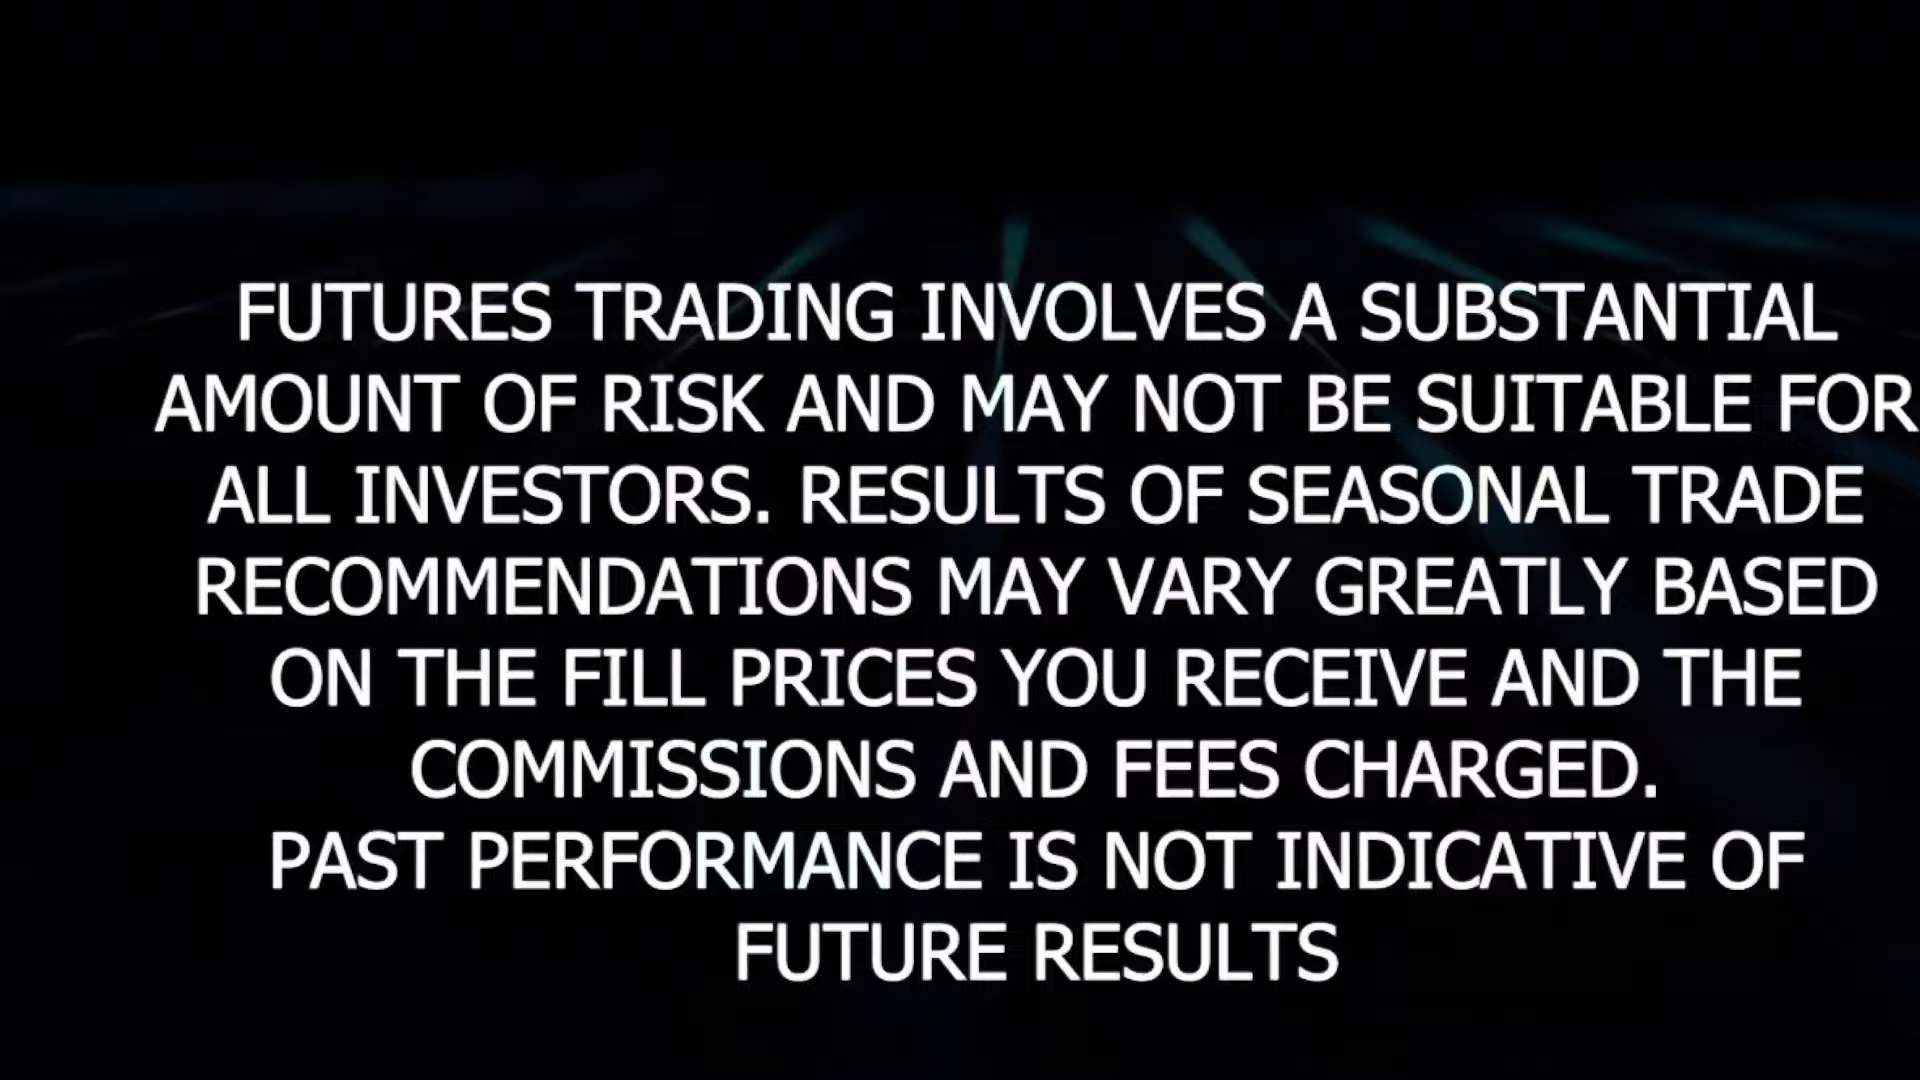 FUTURES TRADING INVOLVES A SUBSTANTIAL
AMOUNT OF RISK AND MAY NOT BE SUITABLE FOR
ALL INVESTORS. RESULTS OF SEASONAL TRADE
RECOMMENDATIONS MAY VARY GREATLY BASED
ON THE FILL PRICES YOU RECEIVE AND THE
COMMISSIONS AND FEES CHARGED.
PAST PERFORMANCE IS NOT INDICATIVE OF
FUTURE RESULTS